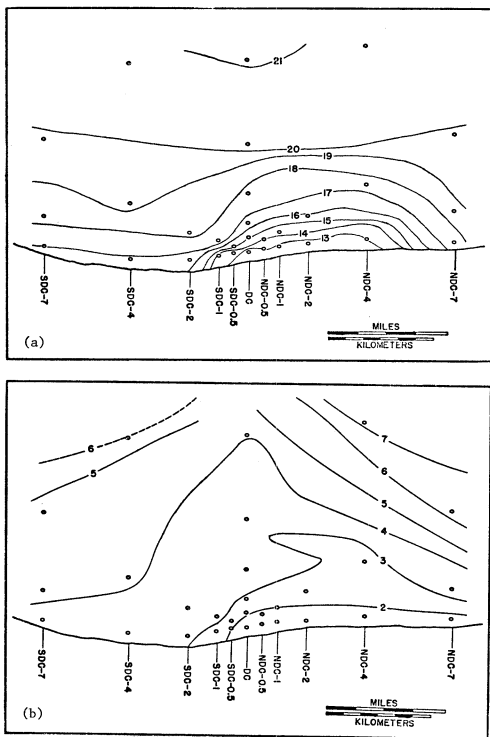 21
20
19
18
17
16
15
14
13
SDG-7
SDG-4
SDG-2
SDG-1
SDG-0.5
DG
NDG-0.5
NDG-1
NDG-2
NDG-4
NDG-7
MILES
KILOMETERS
(a)
6
5
7
6
5
4
3
2
SDG-7
SDG-4
SDG-2
SDG-1
SDG-0.5
DG
NDG-0.5
NDG-1
NDG-2
NDG-4
NDG-7
MILES
KILOMETERS
(b)